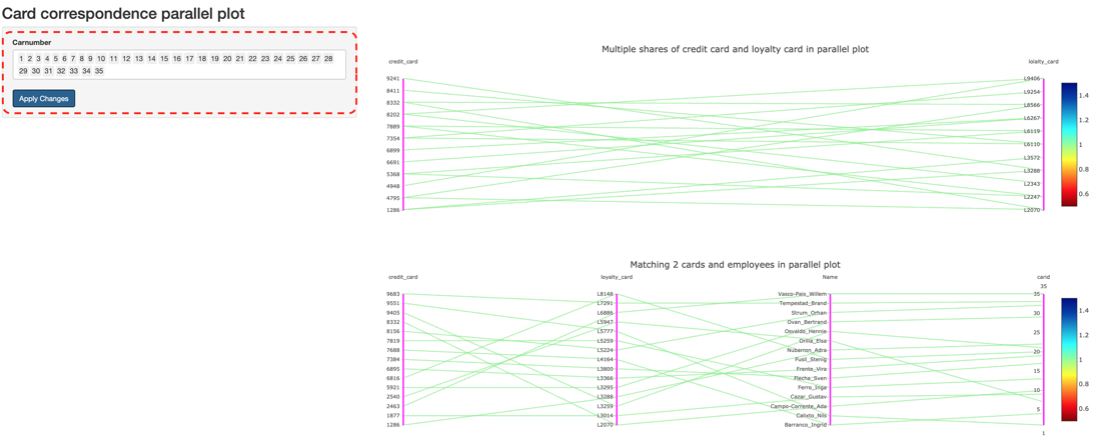 Card correspondence parallel plot
Carnumber
1 2 3 4 5 6 7 8 9 10 11 12 13 14 15 16 17 18 19 20 21 22 23 24 25 26 27 28
29 30 31 32 33 34 35
Apply Changes
Multiple shares of credit card and loyalty card in parallel plot
credit_card
lolalty_card
9241
8411
8332
8202
7889
7354
6899
6691
5368
4948
4795
1286
L9406
L9254
L8566
L6267
L6119
L6110
L3572
L3288
L2343
L2247
L2070
1.4
1.2
1
0.8
0.6
Matching 2 cards and employees in parallel plot
credit_card
loyalty_card
Name
carid
9683
9551
9405
8332
8156
7819
7688
7384
6895
6816
5921
2540
2463
1877
1286
L8148
L7291
L6886
L5947
L5777
L5259
L5224
L4164
L3800
L3366
L3295
L3288
L3259
L3014
L2070
Vasco-Pais_Willem
Tempestad_Brand
Strum_Orhan
Ovan_Bertrand
Osvaldo_Hennie
Orilla_Elsa
Nubarron_Adra
Fusil_Stenig
Frente_Vira
Flecha_Sven
Ferro_Inga
Cazar_Gustav
Campo-Corrente_Ada
Calixto_Nils
Barranco_Ingrid
35
35
30
25
20
15
10
5
1
1.4
1.2
1
0.8
0.6